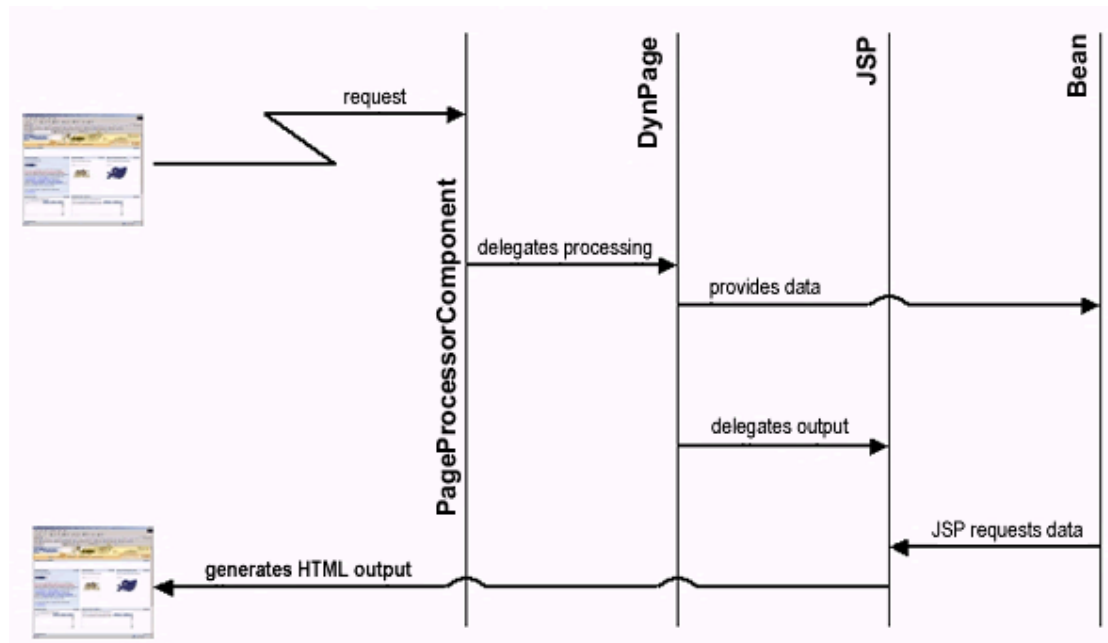 request
PageProcessorComponent
DynPage
JSP
Bean
delegates processing
provides data
delegates output
JSP requests data
generates HTML output